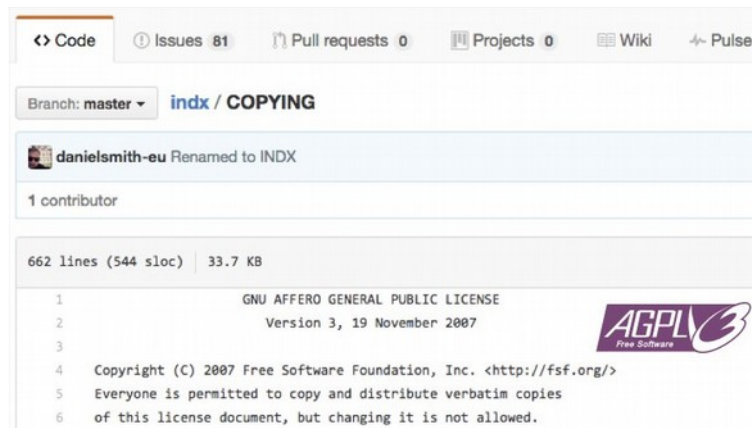 <> Code Issues 81 Pull requests 0 Projects 0 Wiki Pulse
Branch: master indx / COPYING
danielsmith-eu Renamed to INDX
1 contributor
662 lines (544 sloc) 33.7 KB
1 GNU AFFERO GENERAL PUBLIC LICENSE
2 Version 3, 19 November 2007
3
4 Copyright (C) 2007 Free Software Foundation, Inc. <http://fsf.org/>
5 Everyone is permitted to copy and distribute verbatim copies
6 of this license document, but changing it is not allowed.
AGPLv3
Free Software